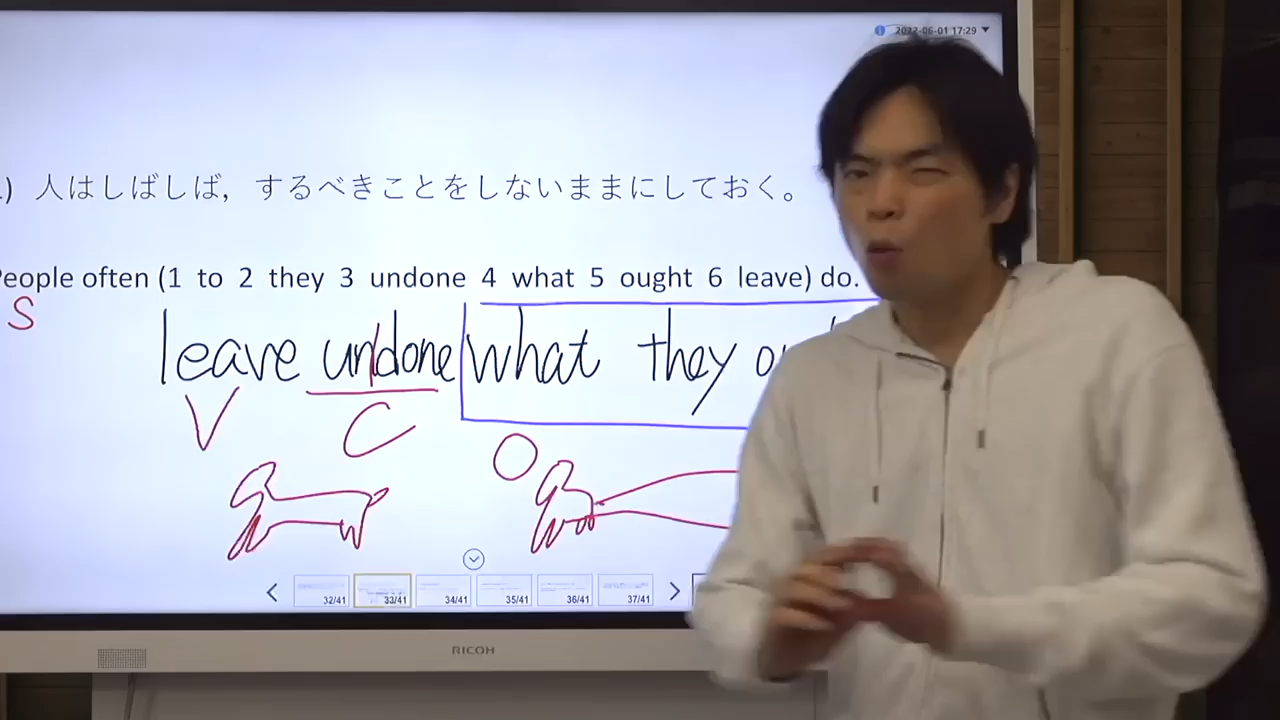 2022-06-01 17:29
人はしばしば，するべきことをしないままにしておく。
People often (1 to 2 they 3 undone 4 what 5 ought 6 leave) do.
S
leave undone what they
V C
O
32/41 33/41 34/41 35/41 36/41 37/41
RICOH